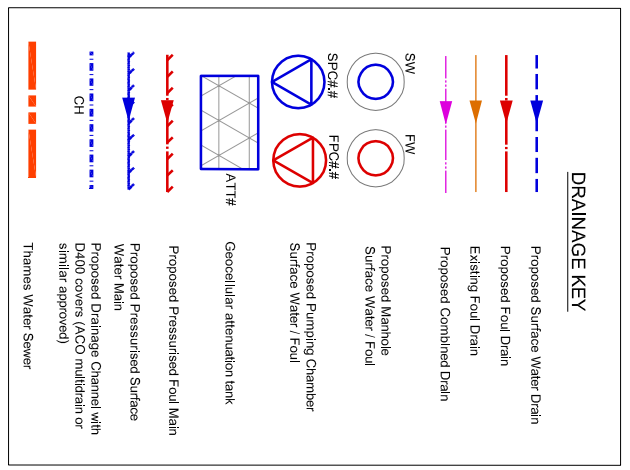 DRAINAGE KEY
Proposed Surface Water Drain
Proposed Foul Drain
Existing Foul Drain
Proposed Combined Drain
SW
FW
Proposed Manhole
Surface Water / Foul
SPC#.#
FPC#.#
Proposed Pumping Chamber
Surface Water / Foul
ATT#
Geocellular attenuation tank
Proposed Pressurised Foul Main
Proposed Pressurised Surface
Water Main
CH
Proposed Drainage Channel with
D400 covers (ACO multidrain or
similar approved)
Thames Water Sewer